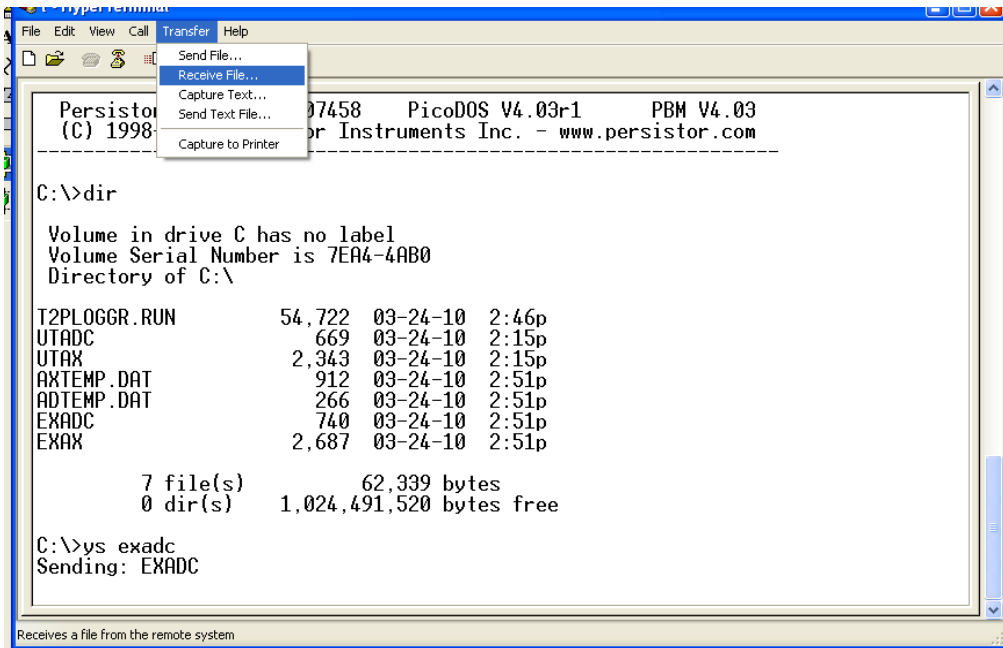 t - HyperTerminal
File Edit View Call Transfer Help
Send File...
Receive File...
Capture Text...
Send Text File...
Capture to Printer
07458 PicoDOS V4.03r1 PBM V4.03
(C) 1998- or Instruments Inc. - www.persistor.com
C:\>dir
Volume in drive C has no label
Volume Serial Number is 7EA4-4AB0
Directory of C:\
T2PLOGGR.RUN 54,722 03-24-10 2:46p
UTADC 669 03-24-10 2:15p
UTAX 2,343 03-24-10 2:15p
AXTEMP.DAT 912 03-24-10 2:51p
ADTEMP.DAT 266 03-24-10 2:51p
EXADC 740 03-24-10 2:51p
EXAX 2,687 03-24-10 2:51p
7 file(s) 62,339 bytes
0 dir(s) 1,024,491,520 bytes free
C:\>ys exadc
Sending: EXADC
Receives a file from the remote system